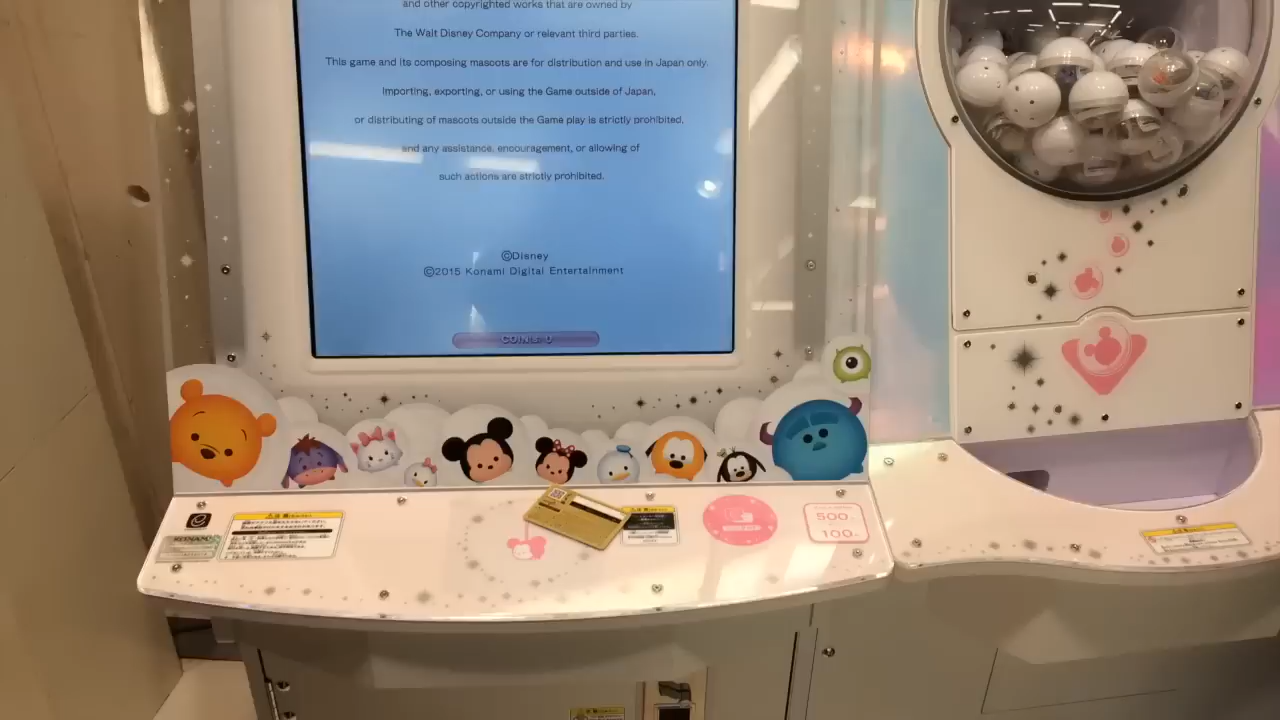 and other copyrighted works that are owned by
The Walt Disney Company or relevant third parties.
This game and its composing mascots are for distribution and use in Japan only.
Importing, exporting, or using the Game outside of Japan,
or distributing of mascots outside the Game play is strictly prohibited,
and any assistance, encouragement, or allowing of
such actions are strictly prohibited.
©Disney
©2015 Konami Digital Entertainment
COINS: 0
KONAMI
500
100